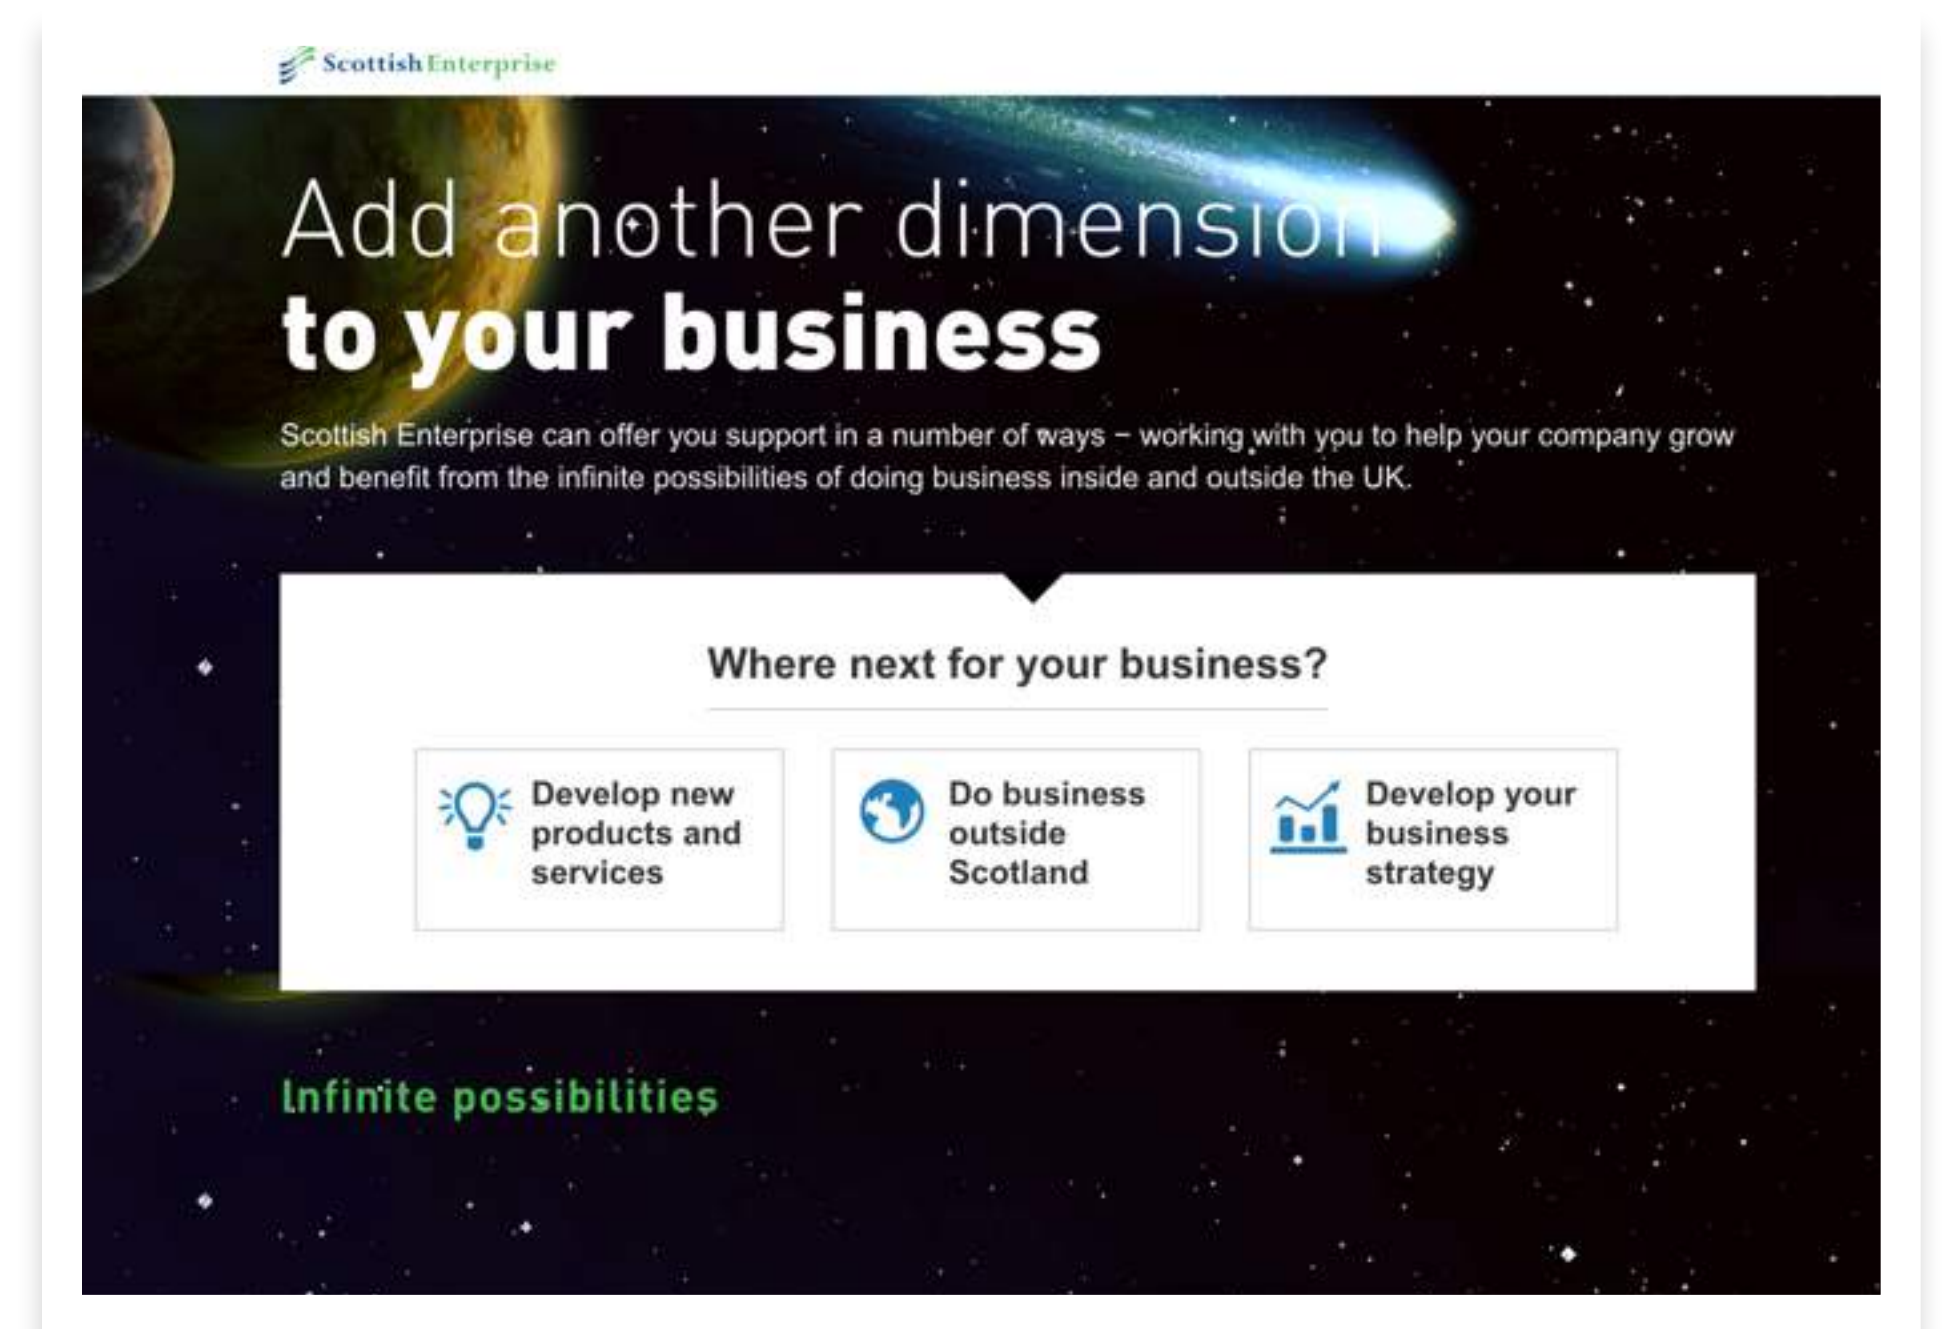 Scottish Enterprise
Add another dimension
to your business
Scottish Enterprise can offer you support in a number of ways – working with you to help your company grow
and benefit from the infinite possibilities of doing business inside and outside the UK.
Where next for your business?
Develop new
products and
services
Do business
outside
Scotland
Develop your
business
strategy
Infinite possibilities